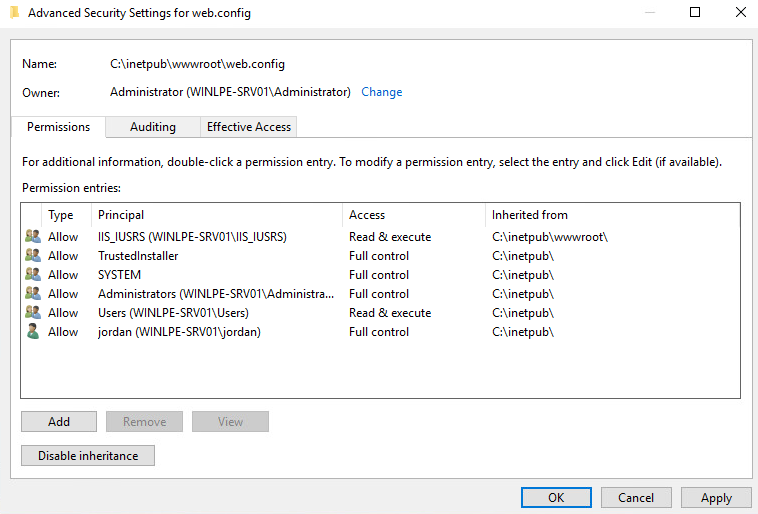 Advanced Security Settings for web.config
Name: C:\inetpub\wwwroot\web.config
Owner: Administrator (WINLPE-SRV01\Administrator) Change
Permissions Auditing Effective Access
For additional information, double-click a permission entry. To modify a permission entry, select the entry and click Edit (if available).
Permission entries:
Type Principal Access Inherited from
Allow IIS_IUSRS (WINLPE-SRV01\IIS_IUSRS) Read & execute C:\inetpub\wwwroot\
Allow TrustedInstaller Full control C:\inetpub\
Allow SYSTEM Full control C:\inetpub\
Allow Administrators (WINLPE-SRV01\Administra... Full control C:\inetpub\
Allow Users (WINLPE-SRV01\Users) Read & execute C:\inetpub\
Allow jordan (WINLPE-SRV01\jordan) Full control C:\inetpub\
Add Remove View
Disable inheritance
OK Cancel Apply